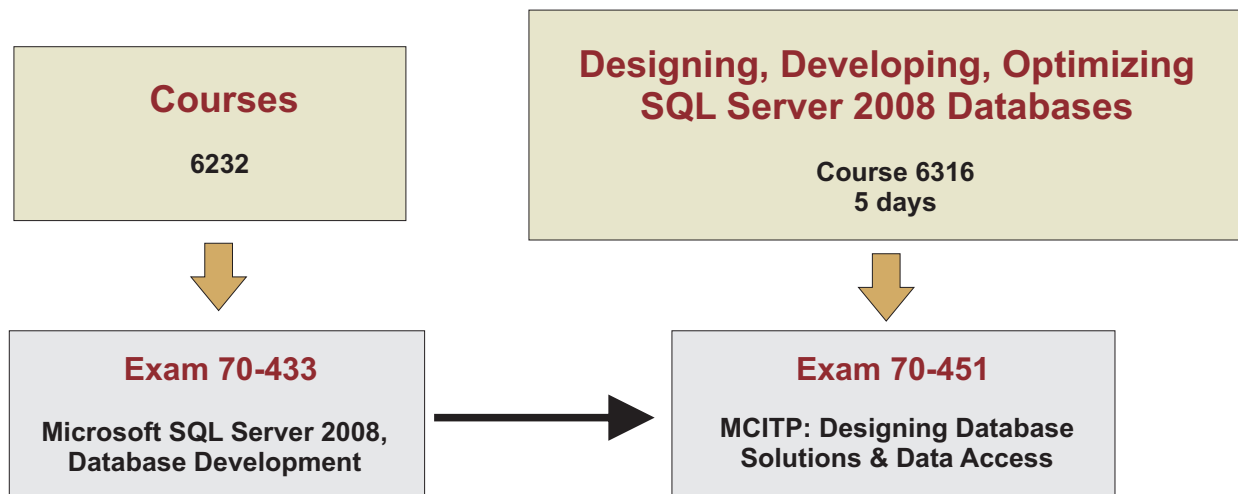 Courses
6232
Designing, Developing, Optimizing
SQL Server 2008 Databases
Course 6316
5 days
Exam 70-433
Microsoft SQL Server 2008,
Database Development
Exam 70-451
MCITP: Designing Database
Solutions & Data Access